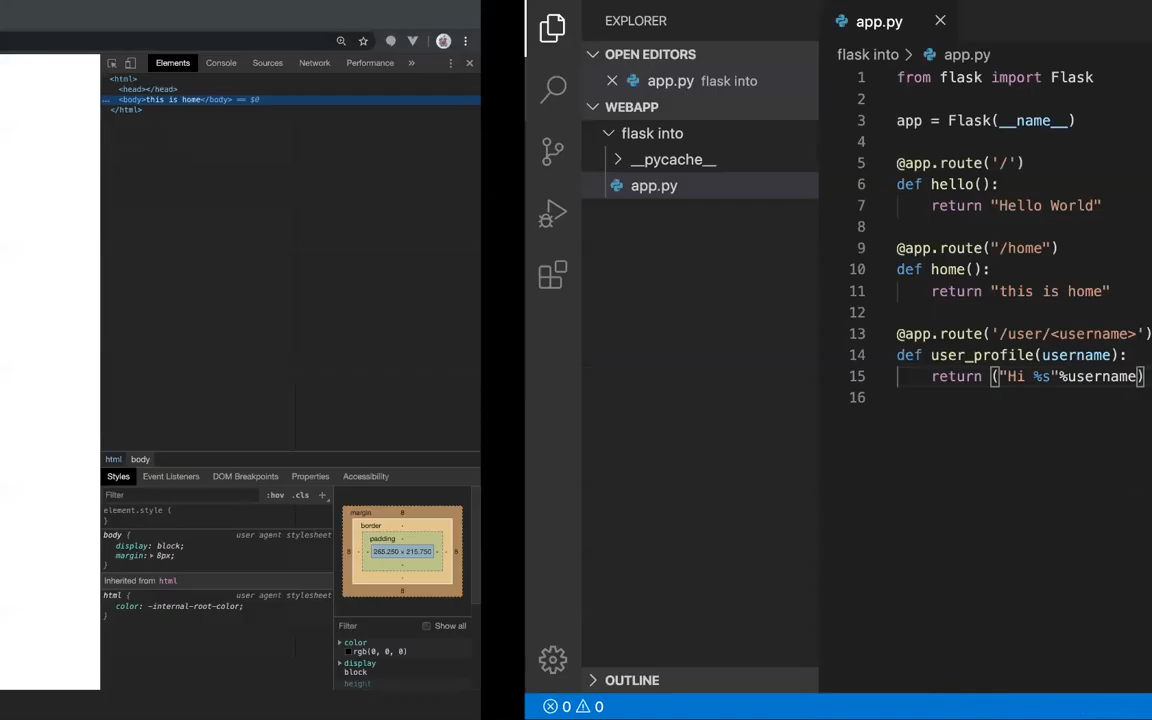 Elements Console Sources Network Performance »
<html>
<head></head>
... <body>this is home</body> == $0
</html>
html body
Styles Event Listeners DOM Breakpoints Properties Accessibility
Filter :hov .cls +
element.style {
}
body { user agent stylesheet
display: block;
margin: 8px;
}
Inherited from html
html { user agent stylesheet
color: -internal-root-color;
}
margin 8
border -
padding -
8 - - 265.250 × 215.750 - - 8
-
-
8
Filter Show all
color
rgb(0, 0, 0)
display
block
height
EXPLORER
OPEN EDITORS
app.py flask into
WEBAPP
flask into
__pycache__
app.py
OUTLINE
0 0
app.py
flask into > app.py
1 from flask import Flask
2
3 app = Flask(__name__)
4
5 @app.route('/')
6 def hello():
7 return "Hello World"
8
9 @app.route("/home")
10 def home():
11 return "this is home"
12
13 @app.route('/user/<username>')
14 def user_profile(username):
15 return ("Hi %s"%username)
16